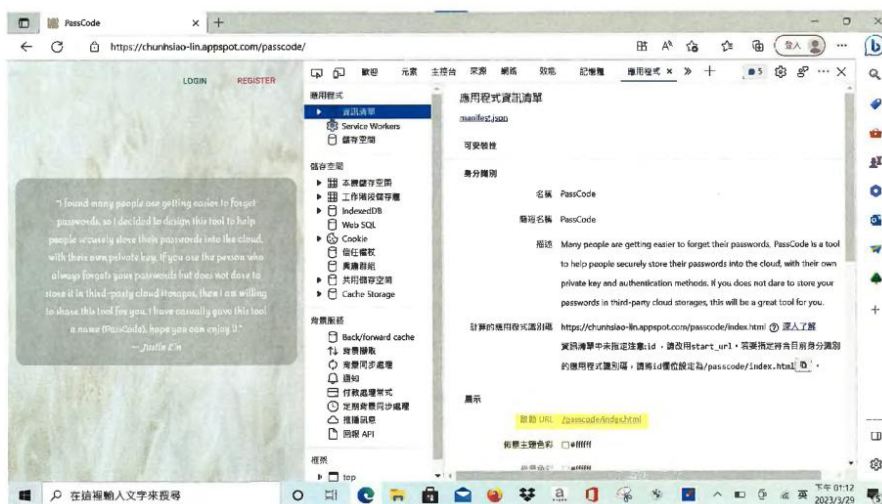 PassCode
https://chunhsiao-lin.appspot.com/passcode/
登入
LOGIN
REGISTER
"I found many people are getting easier to forget
passwords, so I decided to design this tool to help
people securely store their passwords into the cloud,
with their own private key. If you are the person who
always forgets your passwords but does not dare to
store it in third-party cloud storages, then I am willing
to share this tool for you. I have casually gave this tool
a name (PassCode), hope you can enjoy it."
— Justin Lin
歡迎 元素 主控台 來源 網路 效能 記憶體 應用程式
5
應用程式
資訊清單
Service Workers
儲存空間
儲存空間
本機儲存空間
工作階段儲存體
IndexedDB
Web SQL
Cookie
信任權杖
興趣群組
共用儲存空間
Cache Storage
背景服務
Back/forward cache
背景擷取
背景同步處理
通知
付款處理常式
定期背景同步處理
推播訊息
回報 API
框架
top
應用程式資訊清單
manifest.json
可安裝性
身分識別
名稱 PassCode
簡短名稱 PassCode
描述 Many people are getting easier to forget their passwords, PassCode is a tool
to help people securely store their passwords into the cloud, with their own
private key and authentication methods. If you does not dare to store your
passwords in third-party cloud storages, this will be a great tool for you.
計算的應用程式識別碼 https://chunhsiao-lin.appspot.com/passcode/index.html 深入了解
資訊清單中未指定注意:id,請改用start_url。若要指定符合目前身分識別
的應用程式識別碼,請將id欄位設定為/passcode/index.html。
展示
啟動 URL /passcode/index.html
佈景主題色彩 #ffffff
背景色彩 #ffffff
在這裡輸入文字來搜尋
英
下午 01:12
2023/3/29